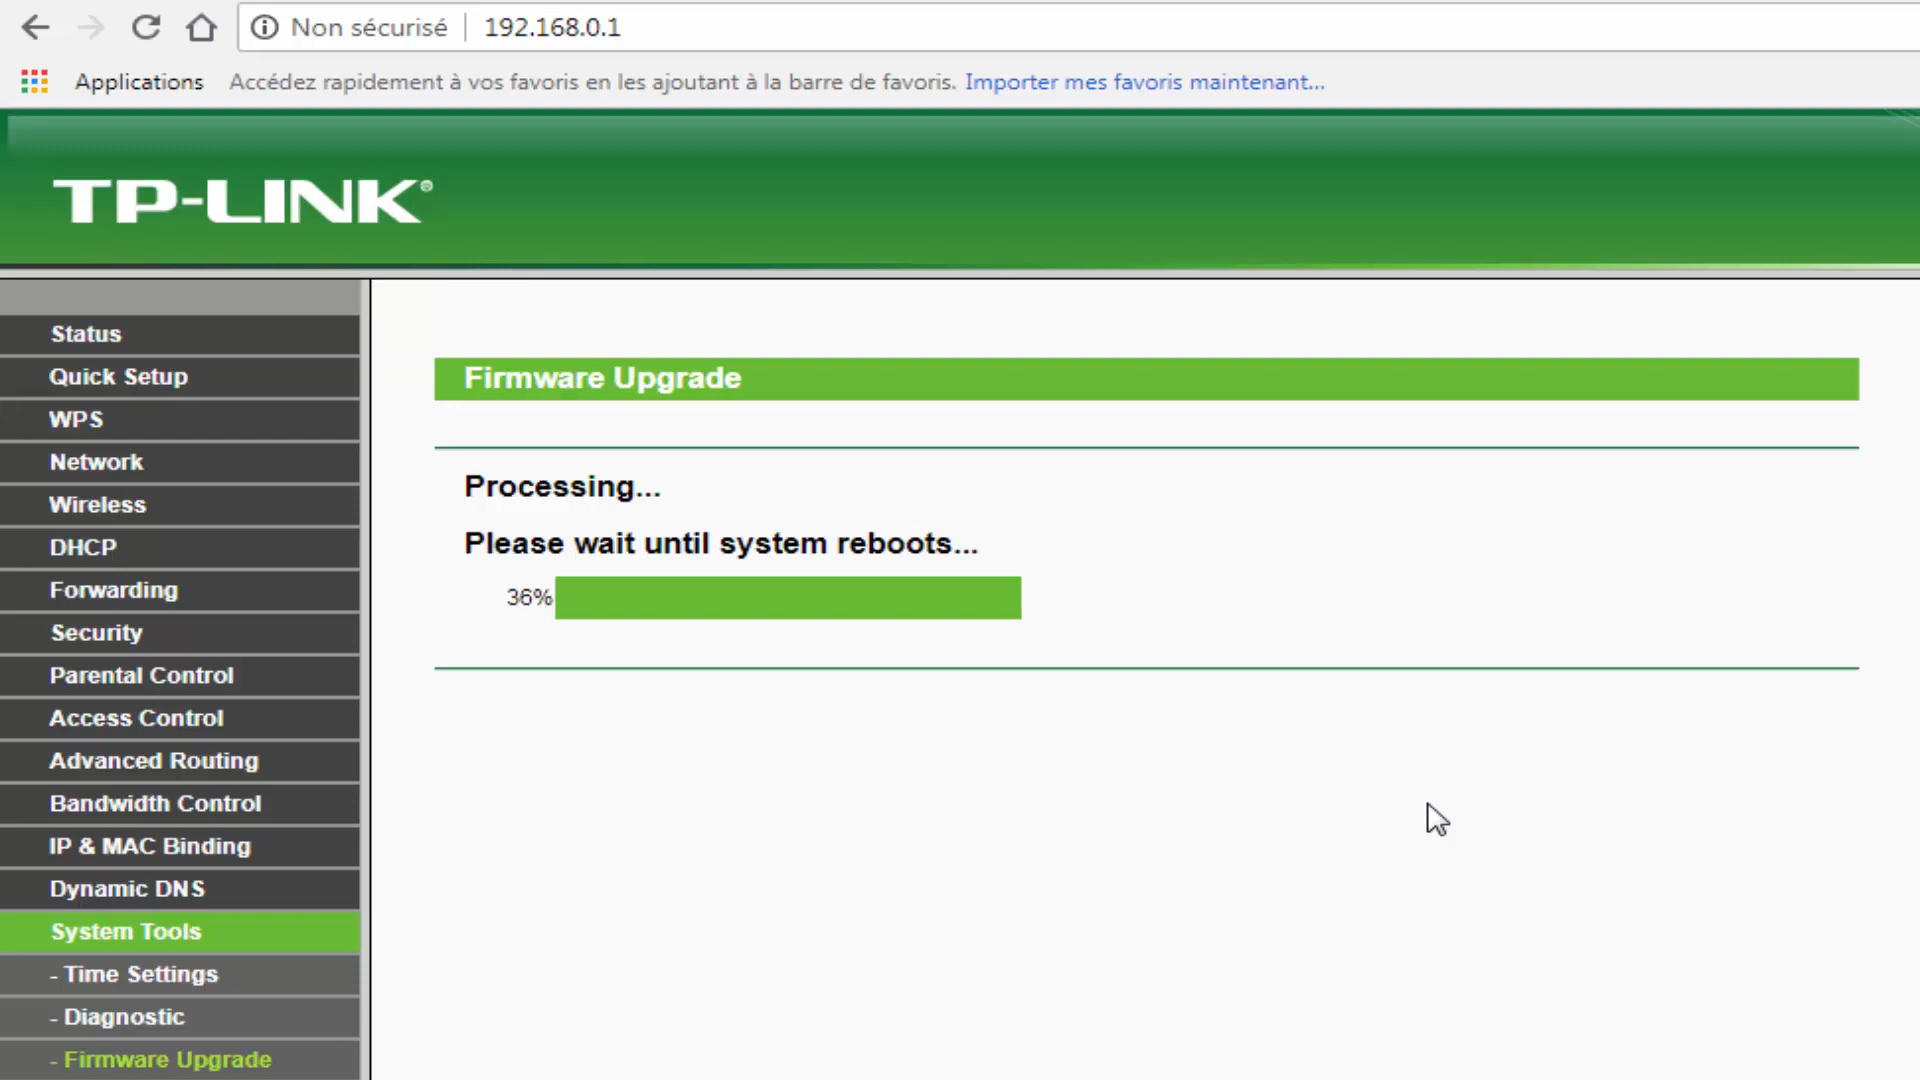 Non sécurisé 192.168.0.1
Applications Accédez rapidement à vos favoris en les ajoutant à la barre de favoris. Importer mes favoris maintenant...
TP-LINK®
Status
Quick Setup
WPS
Network
Wireless
DHCP
Forwarding
Security
Parental Control
Access Control
Advanced Routing
Bandwidth Control
IP & MAC Binding
Dynamic DNS
System Tools
- Time Settings
- Diagnostic
- Firmware Upgrade
Firmware Upgrade
Processing...
Please wait until system reboots...
36%